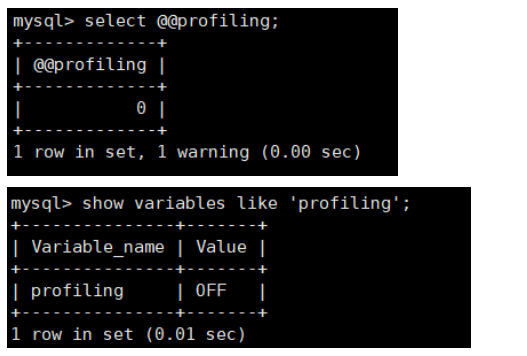 mysql> select @@profiling;
+-------------+
| @@profiling |
+-------------+
|           0 |
+-------------+
1 row in set, 1 warning (0.00 sec)
mysql> show variables like 'profiling';
+---------------+-------+
| Variable_name | Value |
+---------------+-------+
| profiling     | OFF   |
+---------------+-------+
1 row in set (0.01 sec)